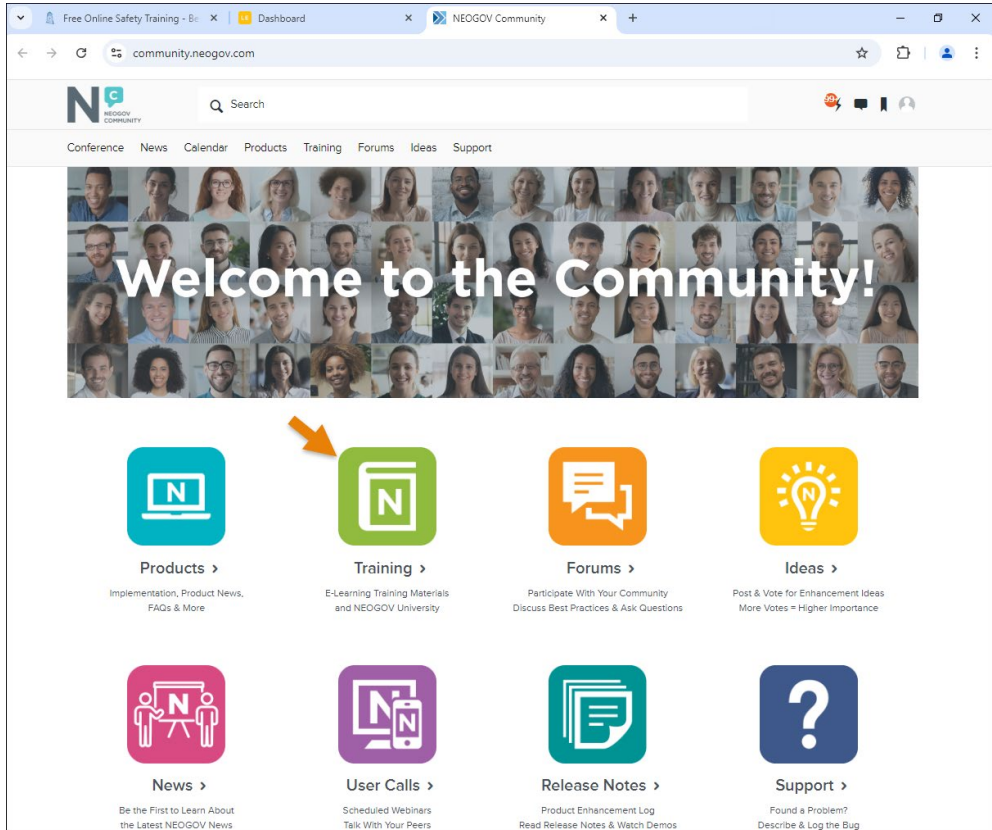 Free Online Safety Training - Be
LE
Dashboard
NEOGOV Community
community.neogov.com
N C
NEOGOV
COMMUNITY
Search
Conference News Calendar Products Training Forums Ideas Support
Welcome to the Community!
N
N
Products >
Training >
Forums >
Ideas >
Implementation, Product News,
FAQs & More
E-Learning Training Materials
and NEOGOV University
Participate With Your Community
Discuss Best Practices & Ask Questions
Post & Vote for Enhancement Ideas
More Votes = Higher Importance
N
N
N
N
?
News >
User Calls >
Release Notes >
Support >
Be the First to Learn About
the Latest NEOGOV News
Scheduled Webinars
Talk With Your Peers
Product Enhancement Log
Read Release Notes & Watch Demos
Found a Problem?
Describe & Log the Bug